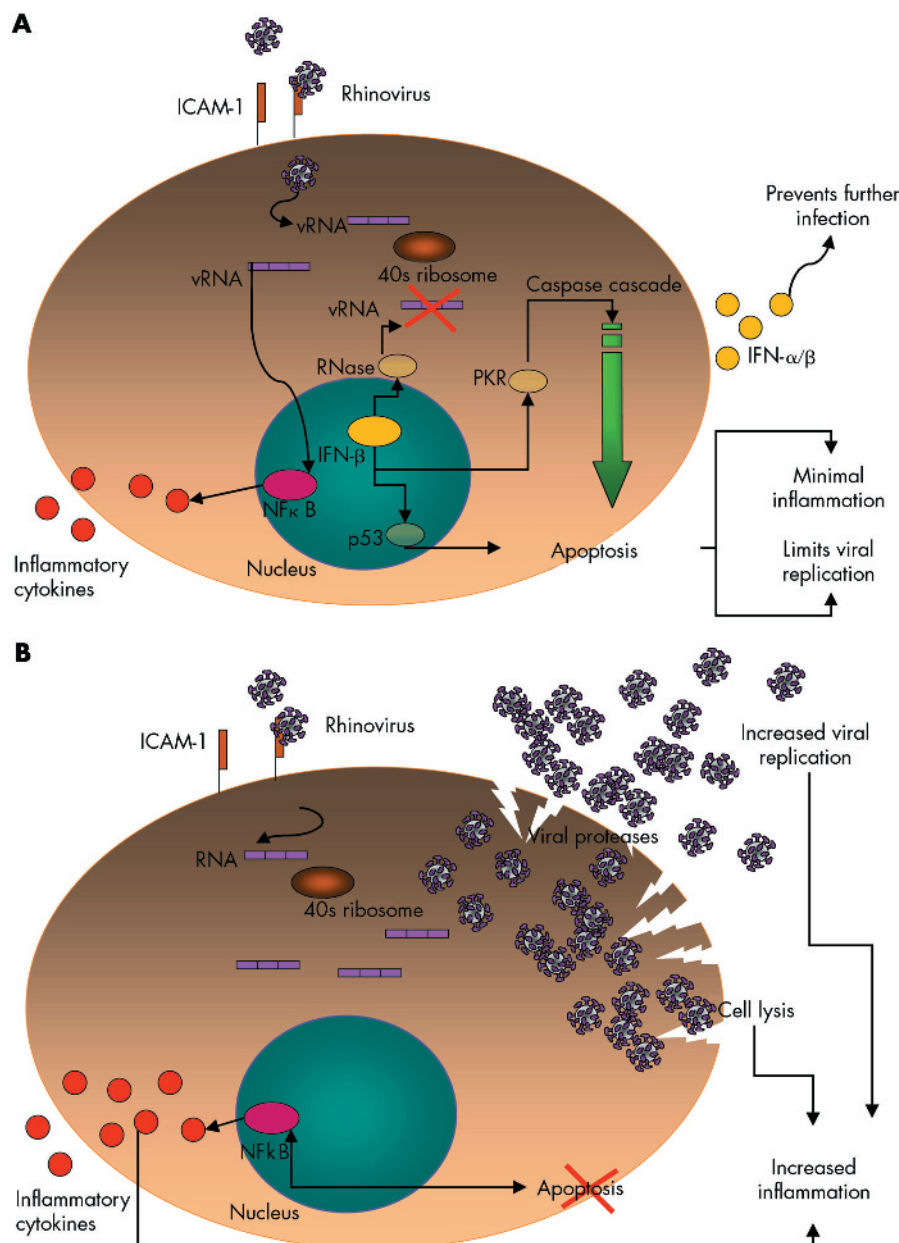 A
ICAM-1
Rhinovirus
Prevents further
infection
vRNA
40s ribosome
vRNA
Caspase cascade
vRNA
RNase
PKR
IFN-α/β
IFN-β
Minimal
inflammation
NFκ B
p53
Apoptosis
Limits viral
replication
Inflammatory
cytokines
Nucleus
B
Rhinovirus
ICAM-1
Increased viral
replication
Viral proteases
RNA
40s ribosome
Cell lysis
NFkB
Increased
inflammation
Apoptosis
Inflammatory
cytokines
Nucleus